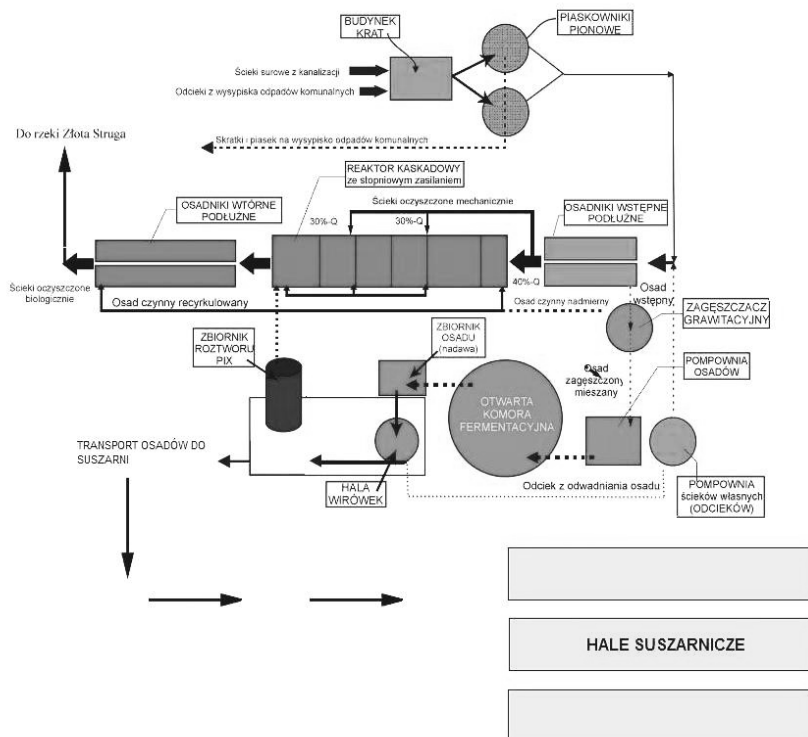 BUDYNEK
KRAT
PIASKOWNIKI
PIONOWĘ
Ścieki surowe z kanalizacji
Odcieki z wysypiska odpadów komunalnych
Skratki i piasek na wysypisko odpadów komunalnych
Do rzeki Złota Struga
REAKTOR KASKADOWY
ze stopniowym zasilaniem
OSADNIKI WTÓRNE
PODŁUŻNE
Ścieki oczyszczone mechanicznie
30%-Q
30%-Q
OSADNIKI WSTĘPNE
PODŁUŻNE
40%-Q
Ścieki oczyszczone
biologicznie
Osad czynny recyrkulowany
Osad czynny nadmierny
Osad
wstępny
ZAGĘSZCZACZ
GRAWITACYJNY
ZBIORNIK
ROZTWORU
PIX
ZBIORNIK
OSADU
(nadawa)
Osad
zagęszczony
mieszany
POMPOWNIA
OSADÓW
OTWARTA
KOMORA
FERMENTACYJNA
TRANSPORT OSADÓW DO
SUSZARNI
HALA
WIRÓWEK
Odciek z odwadniania osadu
POMPOWNIA
ścieków własnych
(ODCIEKÓW)
HALE SUSZARNICZE